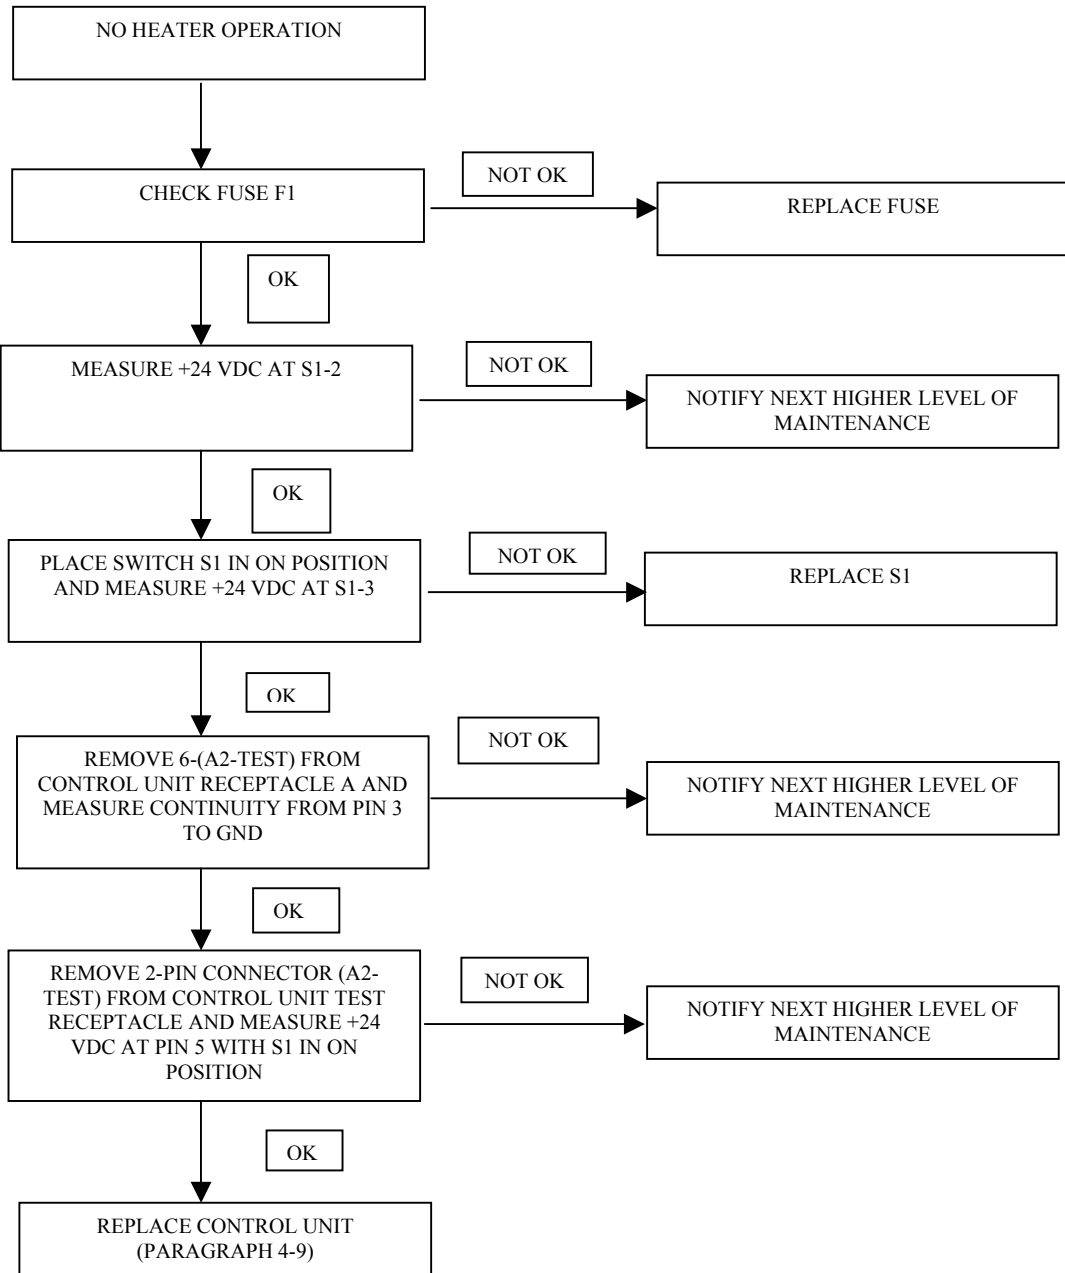 NO HEATER OPERATION
CHECK FUSE F1
NOT OK
REPLACE FUSE
OK
MEASURE +24 VDC AT S1-2
NOT OK
NOTIFY NEXT HIGHER LEVEL OF
MAINTENANCE
OK
PLACE SWITCH S1 IN ON POSITION
AND MEASURE +24 VDC AT S1-3
NOT OK
REPLACE S1
OK
REMOVE 6-(A2-TEST) FROM
CONTROL UNIT RECEPTACLE A AND
MEASURE CONTINUITY FROM PIN 3
TO GND
NOT OK
NOTIFY NEXT HIGHER LEVEL OF
MAINTENANCE
OK
REMOVE 2-PIN CONNECTOR (A2-
TEST) FROM CONTROL UNIT TEST
RECEPTACLE AND MEASURE +24
VDC AT PIN 5 WITH S1 IN ON
POSITION
NOT OK
NOTIFY NEXT HIGHER LEVEL OF
MAINTENANCE
OK
REPLACE CONTROL UNIT
(PARAGRAPH 4-9)